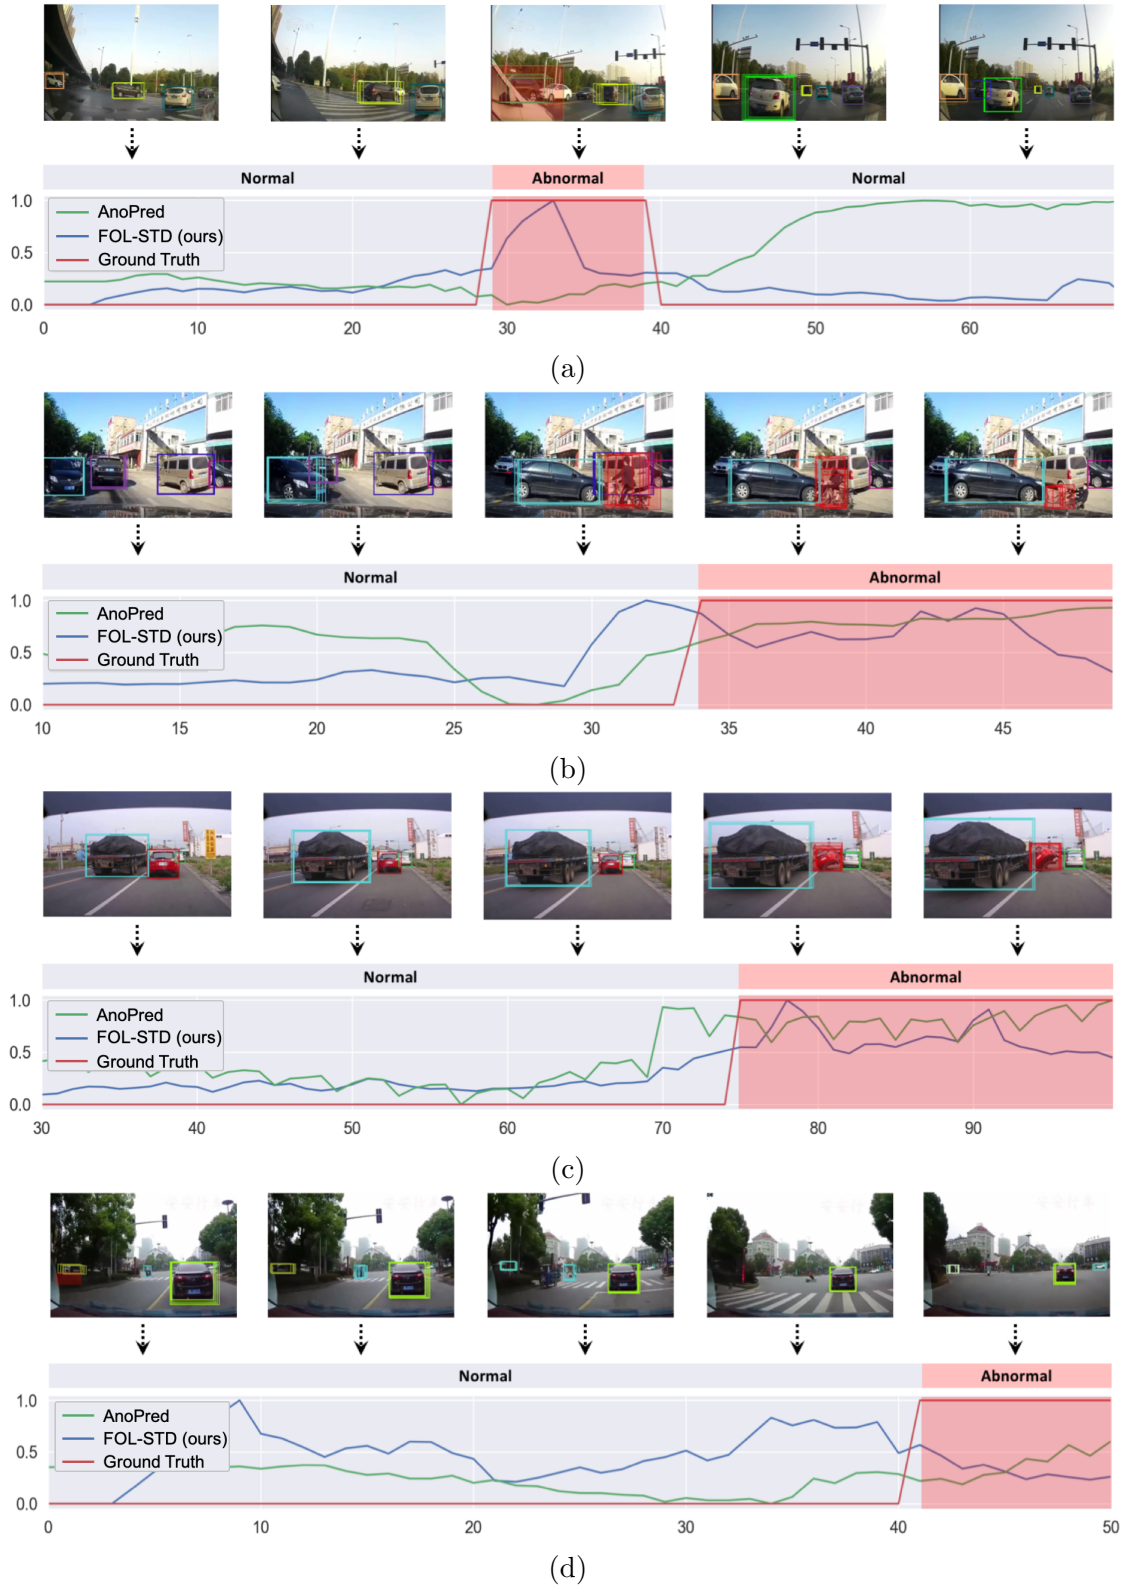 Normal Abnormal Normal
1.0
AnoPred
FOL-STD (ours)
0.5
Ground Truth
0.0
0 10 20 30 40 50 60
(a)
Normal Abnormal
1.0
AnoPred
FOL-STD (ours)
0.5
Ground Truth
0.0
10 15 20 25 30 35 40 45
(b)
Normal Abnormal
1.0
AnoPred
FOL-STD (ours)
0.5
Ground Truth
0.0
30 40 50 60 70 80 90
(c)
Normal Abnormal
1.0
AnoPred
FOL-STD (ours)
0.5
Ground Truth
0.0
0 10 20 30 40 50
(d)